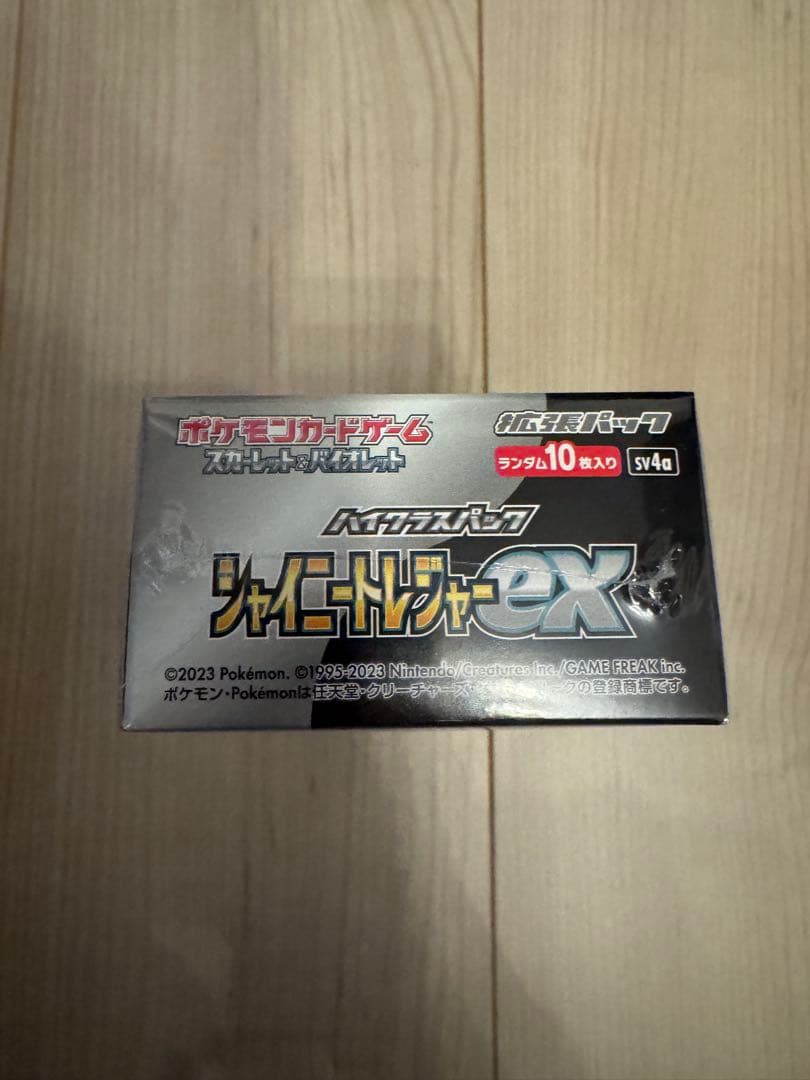 ポケモンカードゲーム
スカーレット&バイオレット
拡張パック
ランダム10枚入り sv4a
ハイクラスパック
シャイニートレジャーex
©2023 Pokémon. ©1995-2023 Nintendo/Creatures Inc./GAME FREAK inc.
ポケモン・Pokémonは任天堂・クリーチャーズ・ークの登録商標です。